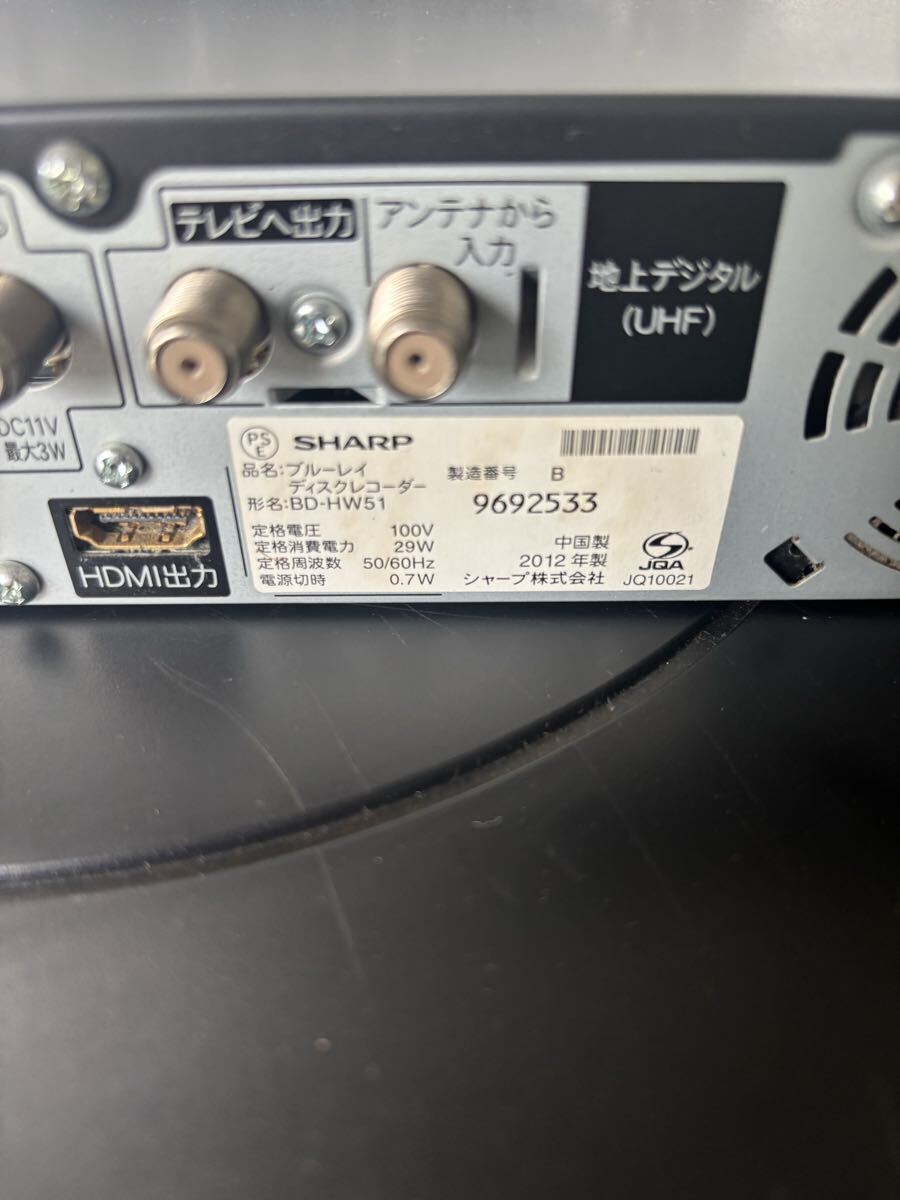 テレビへ出力
アンテナから
入力
地上デジタル
(UHF)
DC11V
最大3W
HDMI出力
PS
E
SHARP
品名:ブルーレイ
ディスクレコーダー
形名:BD-HW51
製造番号 B
9692533
定格電圧 100V
定格消費電力 29W
定格周波数 50/60Hz
電源切時 0.7W
中国製
2012年製
シャープ株式会社
JQA
JQ10021